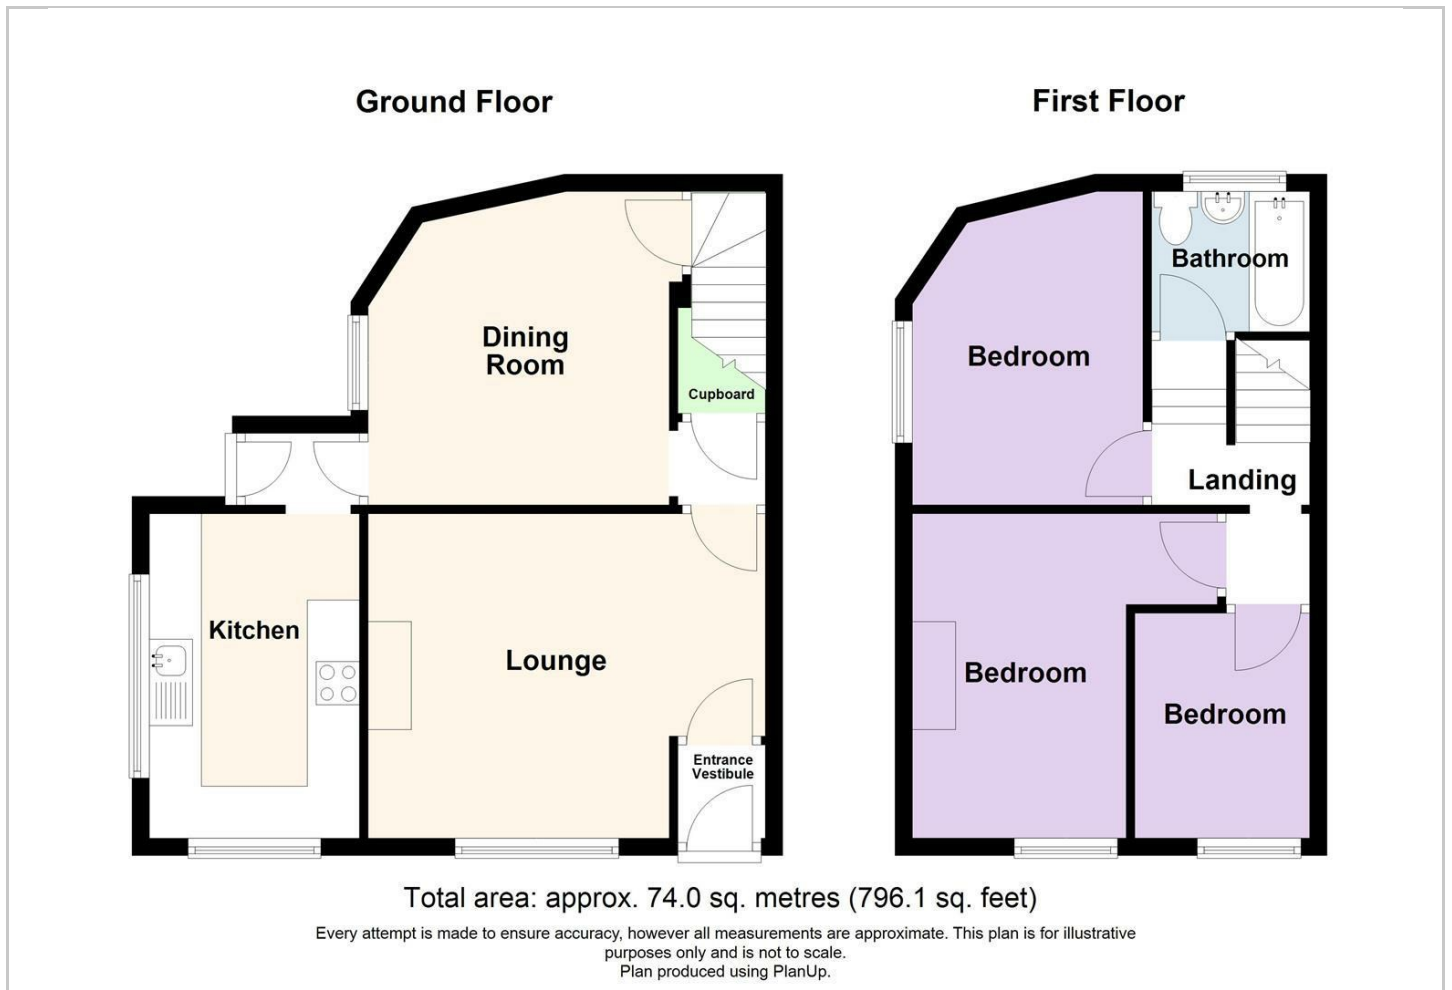 Ground Floor
First Floor
Dining
Room
Cupboard
Kitchen
Lounge
Entrance
Vestibule
Bathroom
Bedroom
Landing
Bedroom
Bedroom
Total area: approx. 74.0 sq. metres (796.1 sq. feet)
Every attempt is made to ensure accuracy, however all measurements are approximate. This plan is for illustrative
purposes only and is not to scale.
Plan produced using PlanUp.